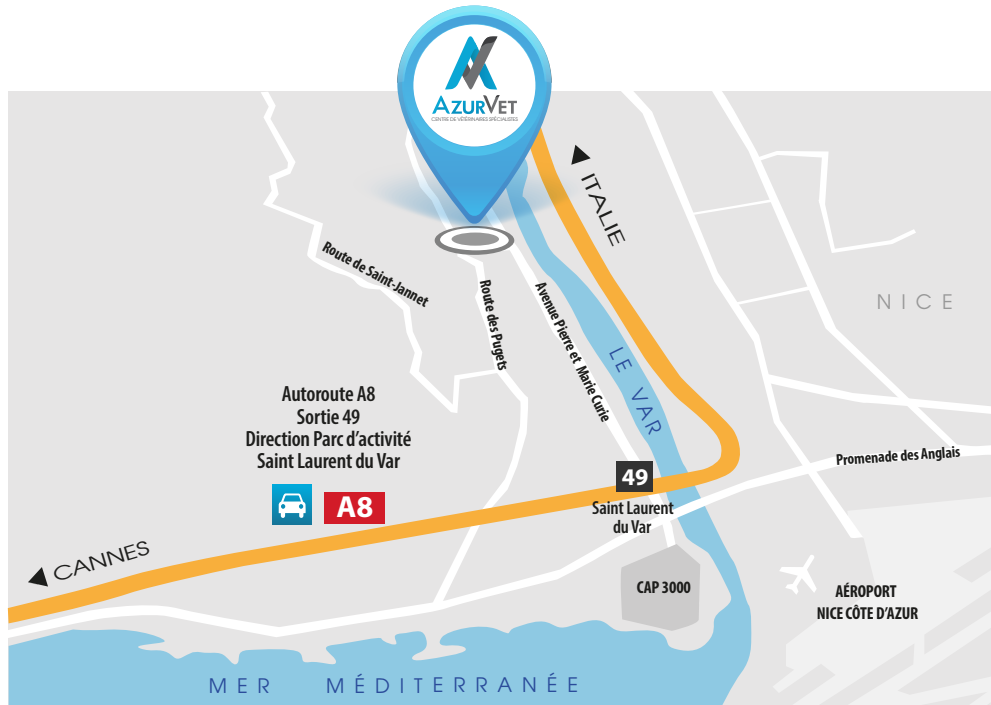 AZURVET
CENTRE DE VÉTÉRINAIRES SPÉCIALISTES
ITALIE
Route de Saint-Jannet
Route des Pugets
Avenue Pierre et Marie Curie
NICE
LE VAR
Autoroute A8
Sortie 49
Direction Parc d'activité
Saint Laurent du Var
A8
49
Saint Laurent
du Var
Promenade des Anglais
CANNES
CAP 3000
AÉROPORT
NICE CÔTE D'AZUR
MER MÉDITERRANÉE